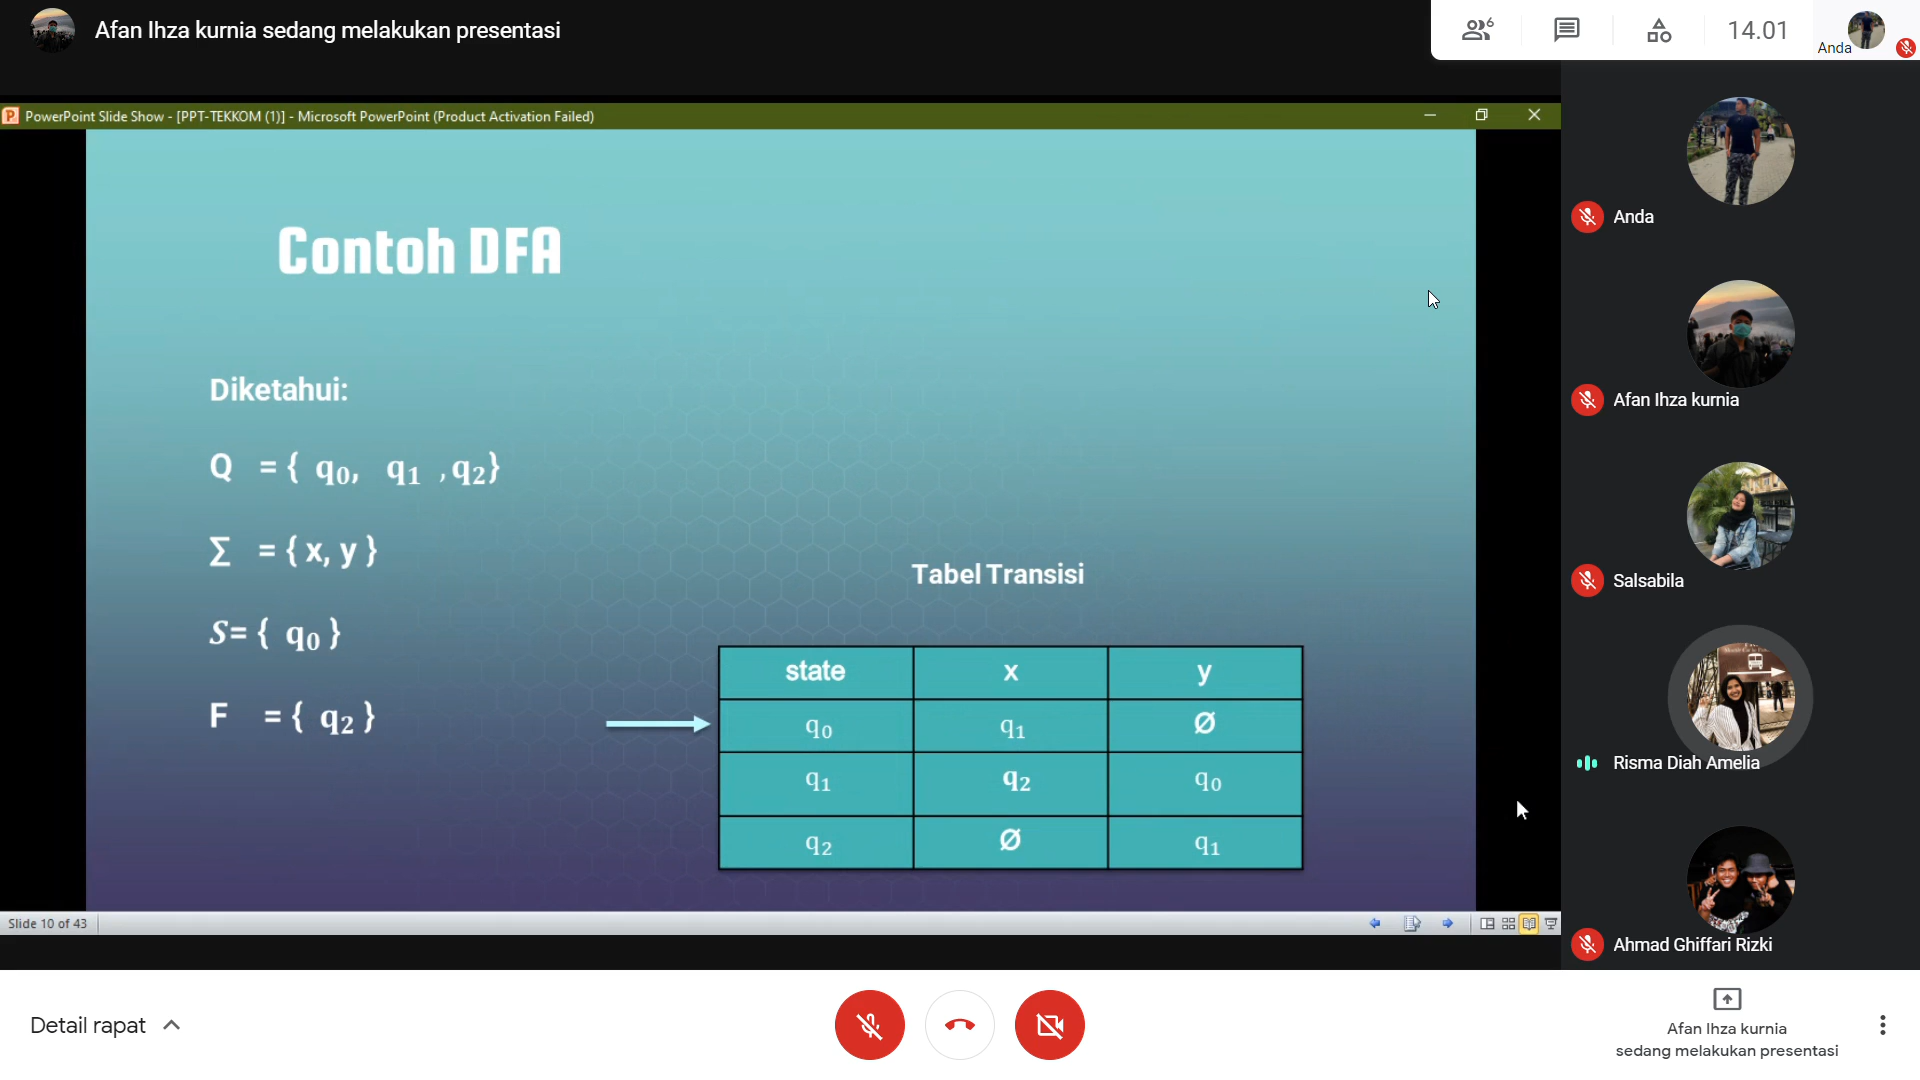 Afan Ihza kurnia sedang melakukan presentasi
6
14.01
Anda
PowerPoint Slide Show - [PPT-TEKKOM (1)] - Microsoft PowerPoint (Product Activation Failed)
Contoh DFA
Diketahui:
Q = { q₀, q₁ ,q₂}
Σ = { x, y }
S= { q₀ }
F = { q₂ }
Tabel Transisi
state x y
q₀ q₁ Ø
q₁ q₂ q₀
q₂ Ø q₁
Slide 10 of 43
Anda
Afan Ihza kurnia
Salsabila
Risma Diah Amelia
Ahmad Ghiffari Rizki
Detail rapat
Afan Ihza kurnia
sedang melakukan presentasi